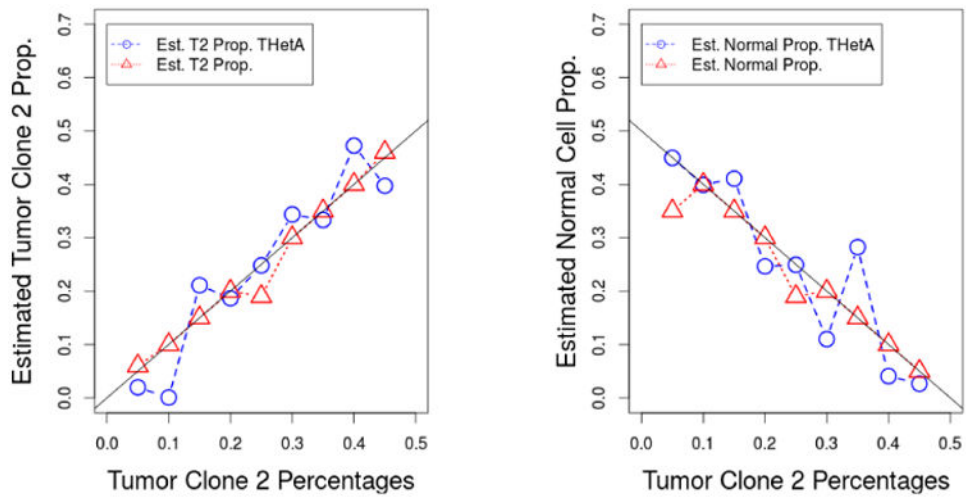 Est. T2 Prop. THetA
Est. T2 Prop.
Estimated Tumor Clone 2 Prop.
0.0 0.1 0.2 0.3 0.4 0.5 0.6 0.7
0.0 0.1 0.2 0.3 0.4 0.5
Tumor Clone 2 Percentages
Est. Normal Prop. THetA
Est. Normal Prop.
Estimated Normal Cell Prop.
0.0 0.1 0.2 0.3 0.4 0.5 0.6 0.7
0.0 0.1 0.2 0.3 0.4 0.5
Tumor Clone 2 Percentages